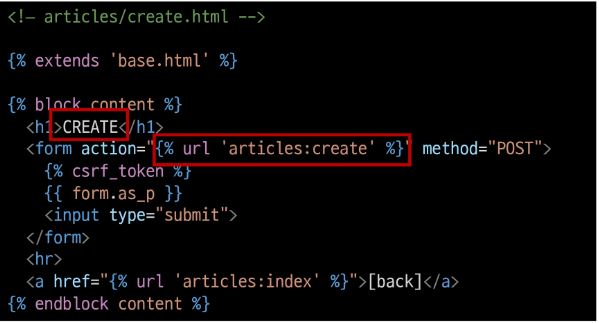 <!— articles/create.html -->
{% extends 'base.html' %}
{% block content %}
<h1>CREATE</h1>
<form action="{% url 'articles:create' %}" method="POST">
{% csrf_token %}
{{ form.as_p }}
<input type="submit">
</form>
<hr>
<a href="{% url 'articles:index' %}">[back]</a>
{% endblock content %}